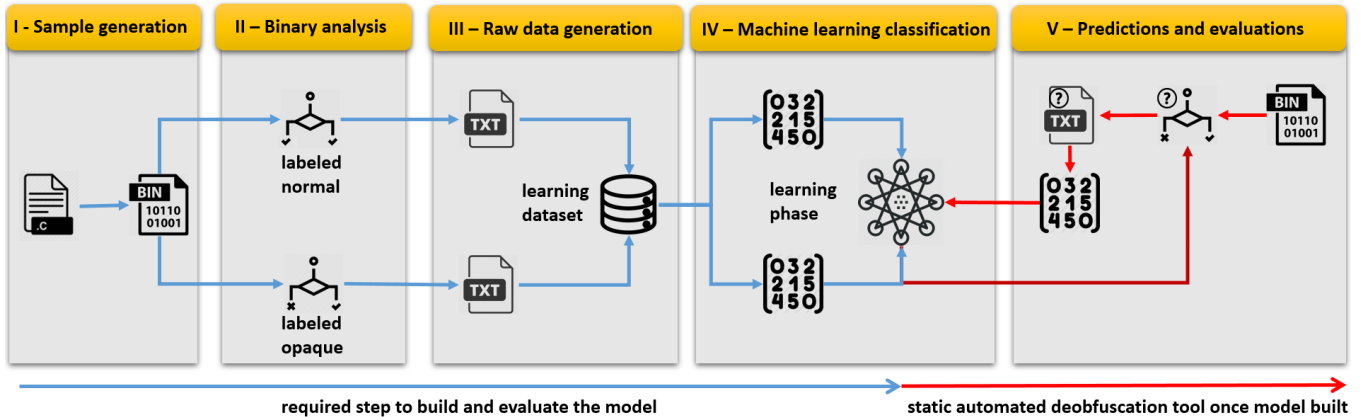 I - Sample generation
II – Binary analysis
III – Raw data generation
IV – Machine learning classification
V – Predictions and evaluations
.C
BIN
10110
01001
labeled
normal
labeled
opaque
TXT
TXT
learning
dataset
032
215
450
learning
phase
032
215
450
?
TXT
?
BIN
10110
01001
032
215
450
required step to build and evaluate the model
static automated deobfuscation tool once model built